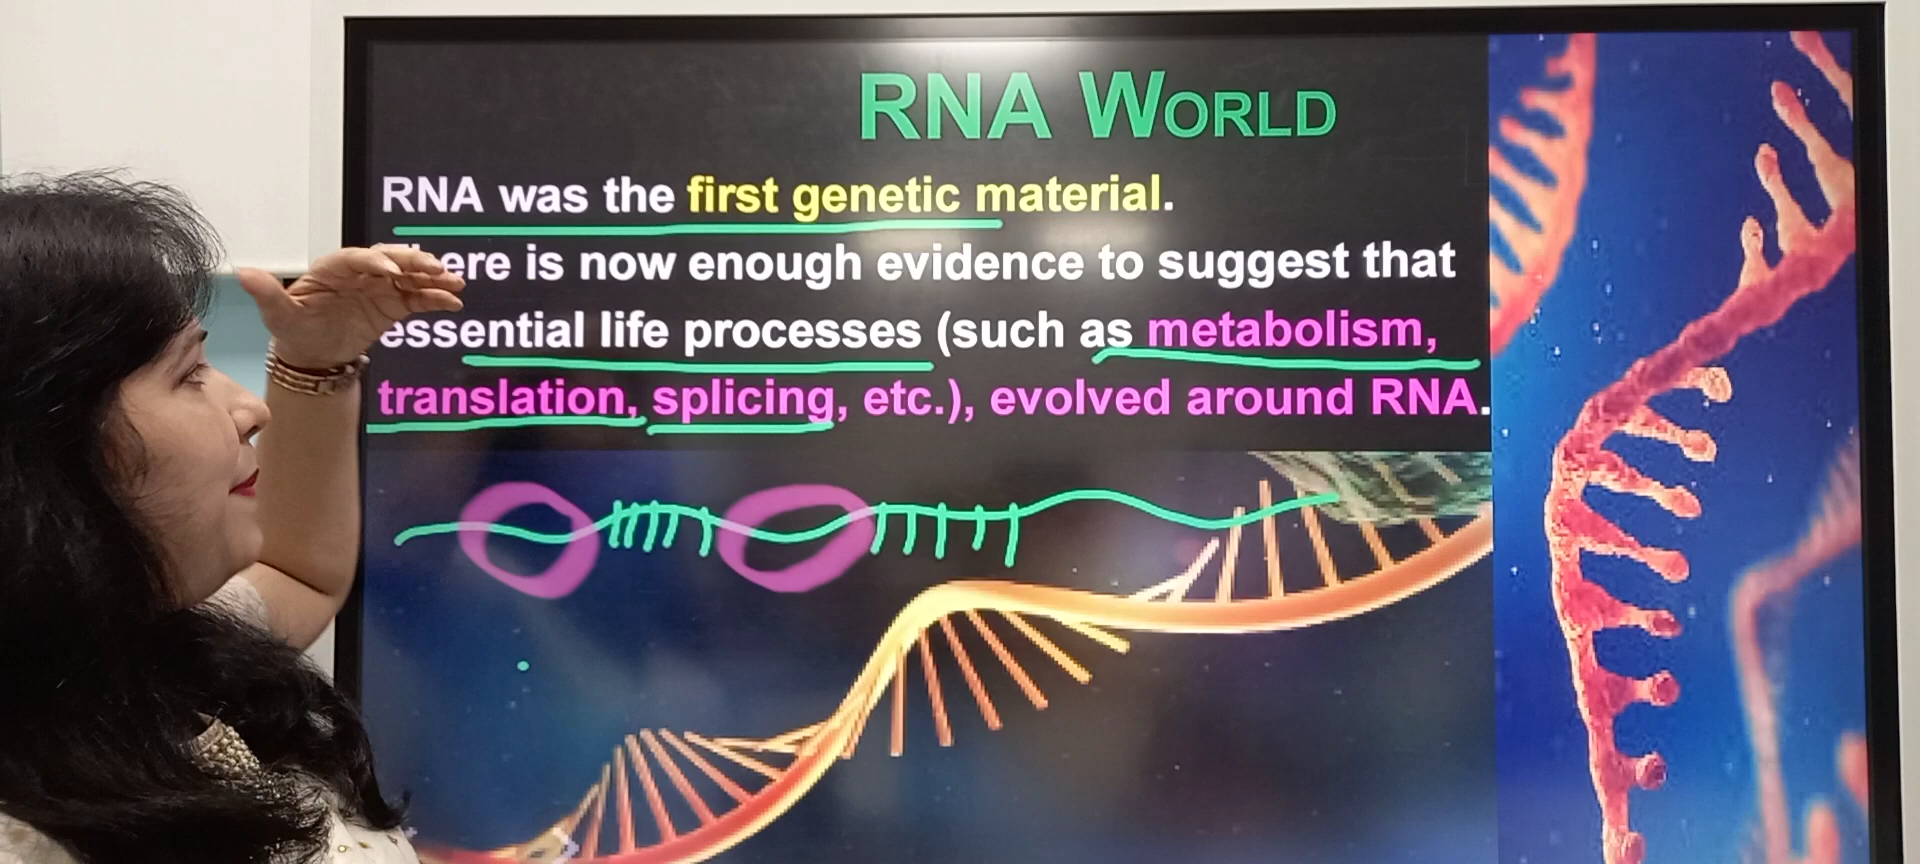 RNA WORLD
RNA was the first genetic material.
There is now enough evidence to suggest that
essential life processes (such as metabolism,
translation, splicing, etc.), evolved around RNA.